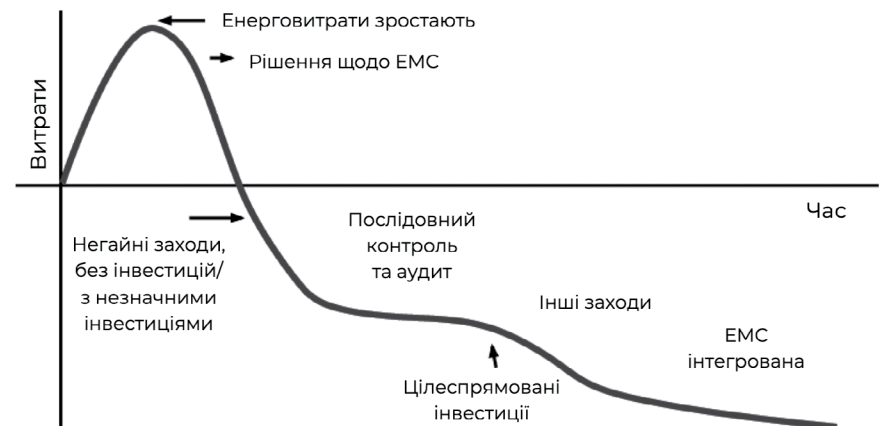 Енерговитрати зростають
Рішення щодо ЕМС
Витрати
Час
Негайні заходи,
без інвестицій/
з незначними
інвестиціями
Послідовний
контроль
та аудит
Інші заходи
Цілеспрямовані
інвестиції
ЕМС
інтегрована